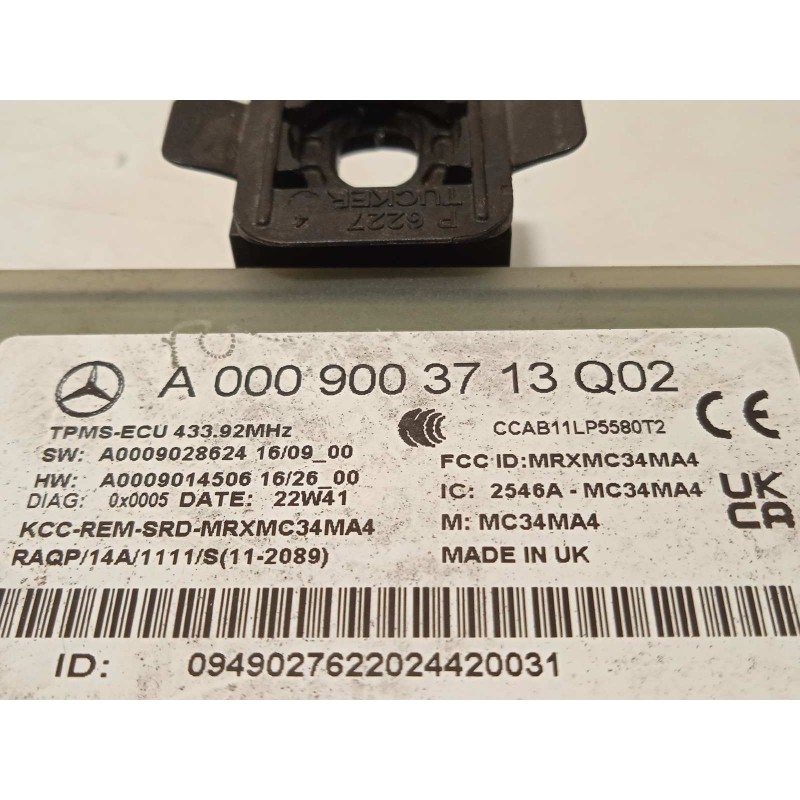 TUCKER
P 6227 4
A 000 900 37 13 Q02
TPMS-ECU 433.92MHz
SW: A0009028624 16/09_00
HW: A0009014506 16/26_00
DIAG: 0x0005 DATE: 22W41
KCC-REM-SRD-MRXMC34MA4
RAQP/14A/1111/S(11-2089)
CCAB11LP5580T2
CE
FCC ID:MRXMC34MA4
IC: 2546A - MC34MA4
M: MC34MA4
MADE IN UK
UK
CA
ID: 0949027622024420031